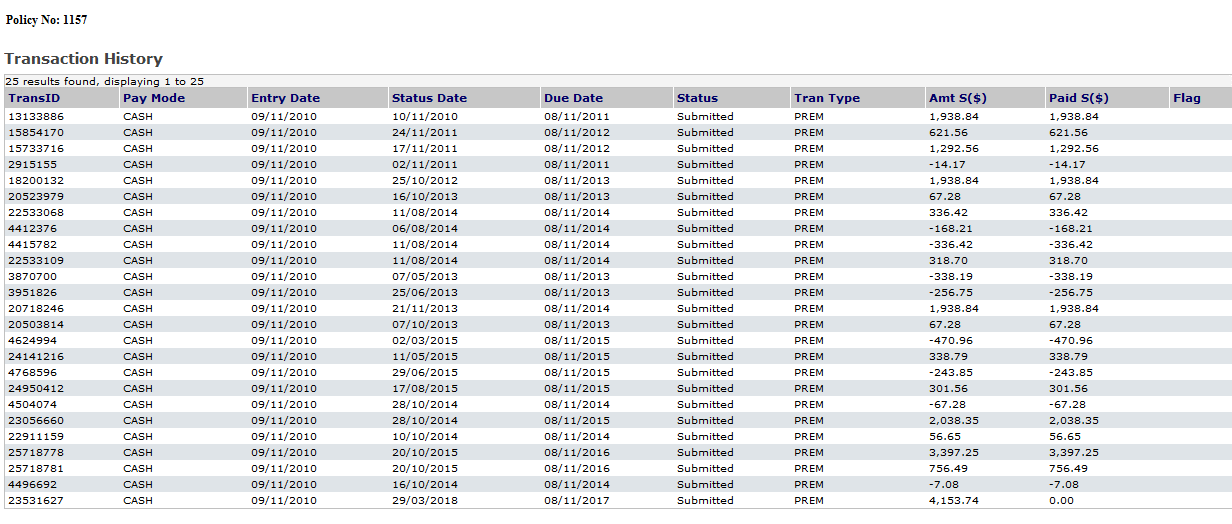 Policy No: 1157
Transaction History
25 results found, displaying 1 to 25
TransID Pay Mode Entry Date Status Date Due Date Status Tran Type Amt S($) Paid S($) Flag
13133886 CASH 09/11/2010 10/11/2010 08/11/2011 Submitted PREM 1,938.84 1,938.84
15854170 CASH 09/11/2010 24/11/2011 08/11/2012 Submitted PREM 621.56 621.56
15733716 CASH 09/11/2010 17/11/2011 08/11/2012 Submitted PREM 1,292.56 1,292.56
2915155 CASH 09/11/2010 02/11/2011 08/11/2011 Submitted PREM -14.17 -14.17
18200132 CASH 09/11/2010 25/10/2012 08/11/2013 Submitted PREM 1,938.84 1,938.84
20523979 CASH 09/11/2010 16/10/2013 08/11/2013 Submitted PREM 67.28 67.28
22533068 CASH 09/11/2010 11/08/2014 08/11/2014 Submitted PREM 336.42 336.42
4412376 CASH 09/11/2010 06/08/2014 08/11/2014 Submitted PREM -168.21 -168.21
4415782 CASH 09/11/2010 11/08/2014 08/11/2014 Submitted PREM -336.42 -336.42
22533109 CASH 09/11/2010 11/08/2014 08/11/2014 Submitted PREM 318.70 318.70
3870700 CASH 09/11/2010 07/05/2013 08/11/2013 Submitted PREM -338.19 -338.19
3951826 CASH 09/11/2010 25/06/2013 08/11/2013 Submitted PREM -256.75 -256.75
20718246 CASH 09/11/2010 21/11/2013 08/11/2014 Submitted PREM 1,938.84 1,938.84
20503814 CASH 09/11/2010 07/10/2013 08/11/2013 Submitted PREM 67.28 67.28
4624994 CASH 09/11/2010 02/03/2015 08/11/2015 Submitted PREM -470.96 -470.96
24141216 CASH 09/11/2010 11/05/2015 08/11/2015 Submitted PREM 338.79 338.79
4768596 CASH 09/11/2010 29/06/2015 08/11/2015 Submitted PREM -243.85 -243.85
24950412 CASH 09/11/2010 17/08/2015 08/11/2015 Submitted PREM 301.56 301.56
4504074 CASH 09/11/2010 28/10/2014 08/11/2014 Submitted PREM -67.28 -67.28
23056660 CASH 09/11/2010 28/10/2014 08/11/2015 Submitted PREM 2,038.35 2,038.35
22911159 CASH 09/11/2010 10/10/2014 08/11/2014 Submitted PREM 56.65 56.65
25718778 CASH 09/11/2010 20/10/2015 08/11/2016 Submitted PREM 3,397.25 3,397.25
25718781 CASH 09/11/2010 20/10/2015 08/11/2016 Submitted PREM 756.49 756.49
4496692 CASH 09/11/2010 16/10/2014 08/11/2014 Submitted PREM -7.08 -7.08
23531627 CASH 09/11/2010 29/03/2018 08/11/2017 Submitted PREM 4,153.74 0.00